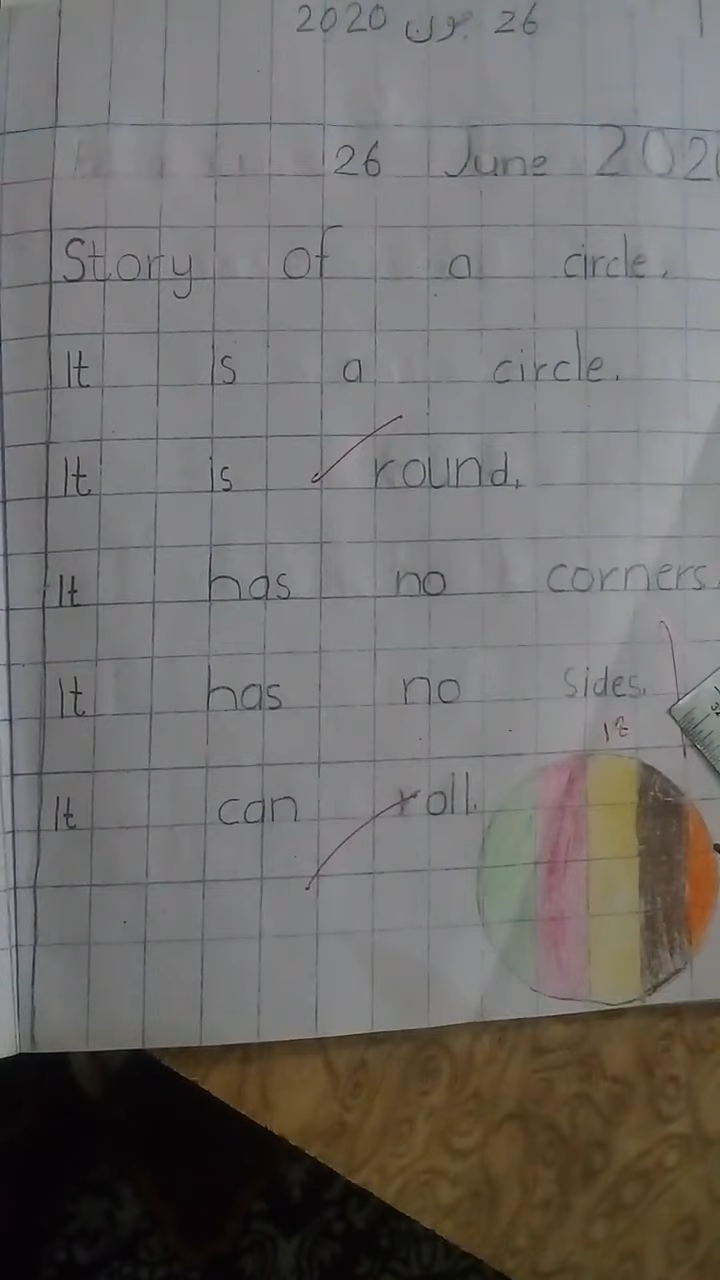 26 جون 2020
26 June 202
Story of a circle.
It is a circle.
It is round.
It has no corners.
It has no sides.
It can roll.